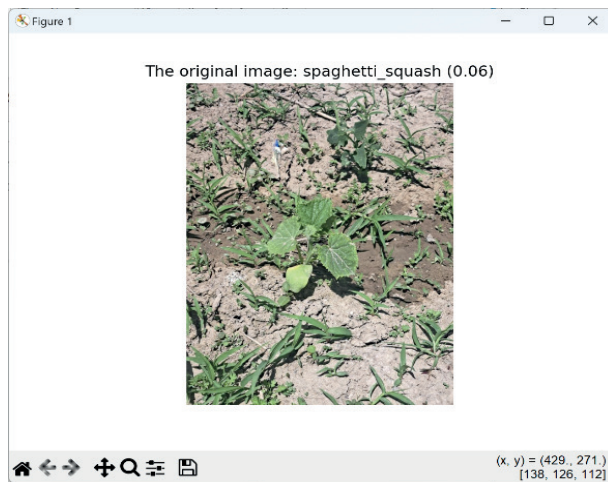 Figure 1
The original image: spaghetti_squash (0.06)
(x, y) = (429., 271.)
[138, 126, 112]